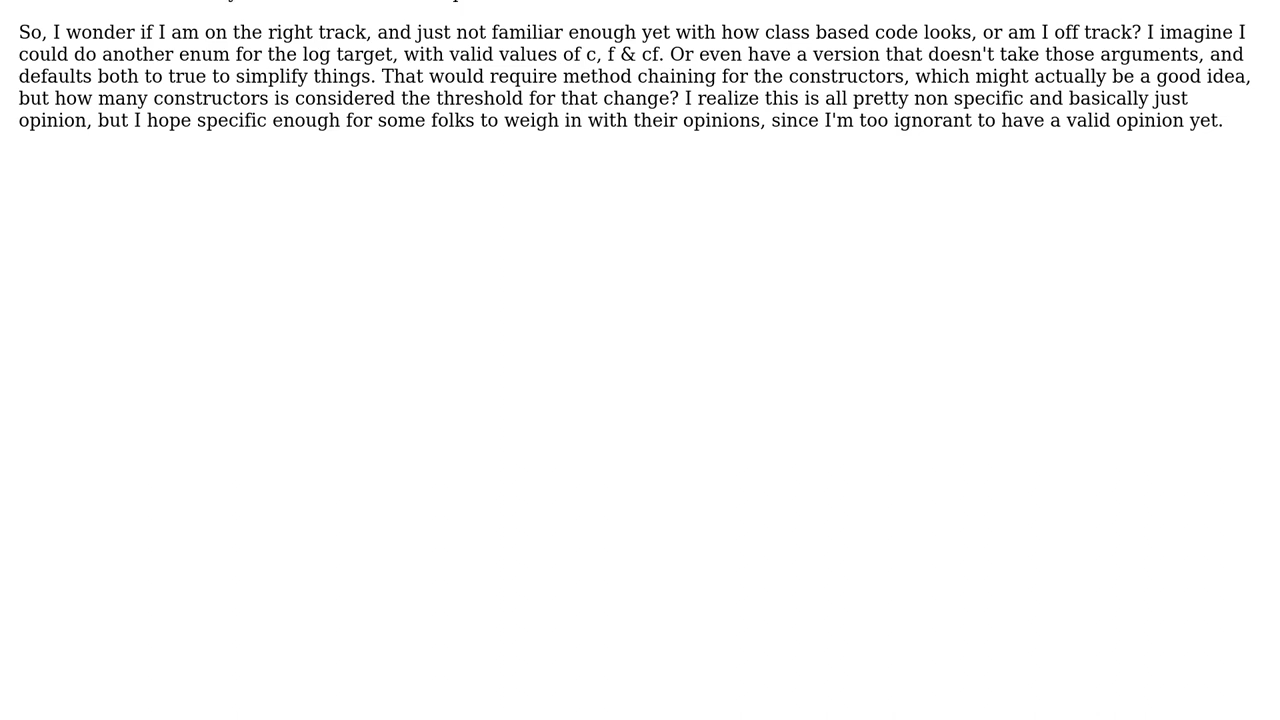 So, I wonder if I am on the right track, and just not familiar enough yet with how class based code looks, or am I off track? I imagine I
could do another enum for the log target, with valid values of c, f & cf. Or even have a version that doesn't take those arguments, and
defaults both to true to simplify things. That would require method chaining for the constructors, which might actually be a good idea,
but how many constructors is considered the threshold for that change? I realize this is all pretty non specific and basically just
opinion, but I hope specific enough for some folks to weigh in with their opinions, since I'm too ignorant to have a valid opinion yet.